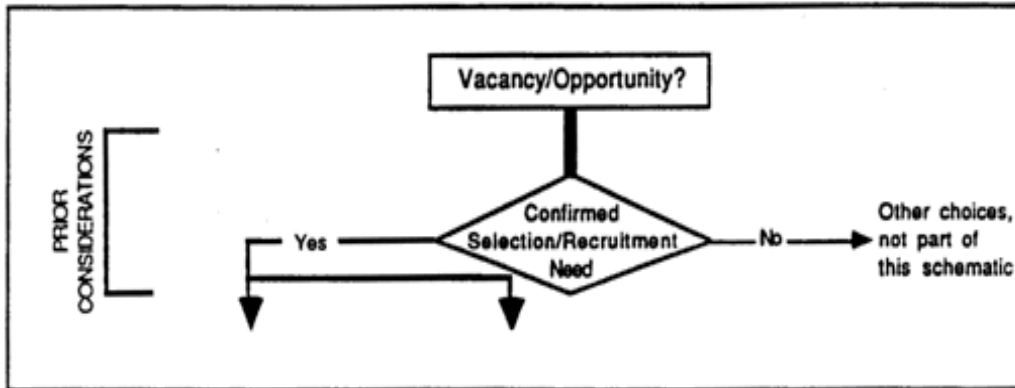 Vacancy/Opportunity?
PRIOR
CONSIDERATIONS
Confirmed
Selection/Recruitment
Need
Yes
No
Other choices,
not part of
this schematic